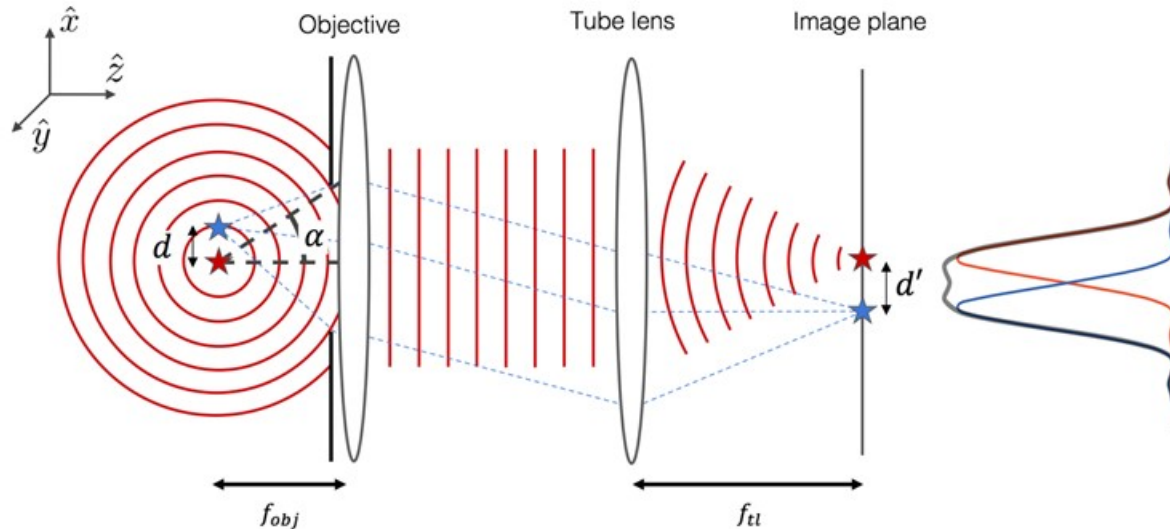 x̂
Objective
Tube lens
Image plane
ẑ
ŷ
d
α
d′
f_obj
f_tl